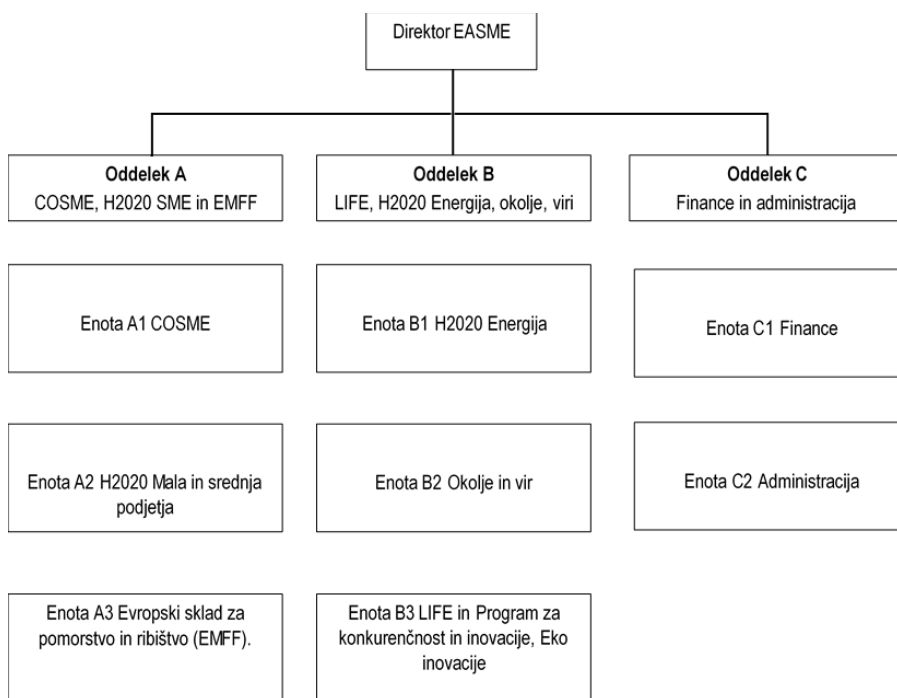 Direktor EASME
Oddelek A
COSME, H2020 SME in EMFF
Oddelek B
LIFE, H2020 Energija, okolje, viri
Oddelek C
Finance in administracija
Enota A1 COSME
Enota B1 H2020 Energija
Enota C1 Finance
Enota A2 H2020 Mala in srednja
podjetja
Enota B2 Okolje in vir
Enota C2 Administracija
Enota A3 Evropski sklad za
pomorstvo in ribištvo (EMFF).
Enota B3 LIFE in Program za
konkurenčnost in inovacije, Eko
inovacije